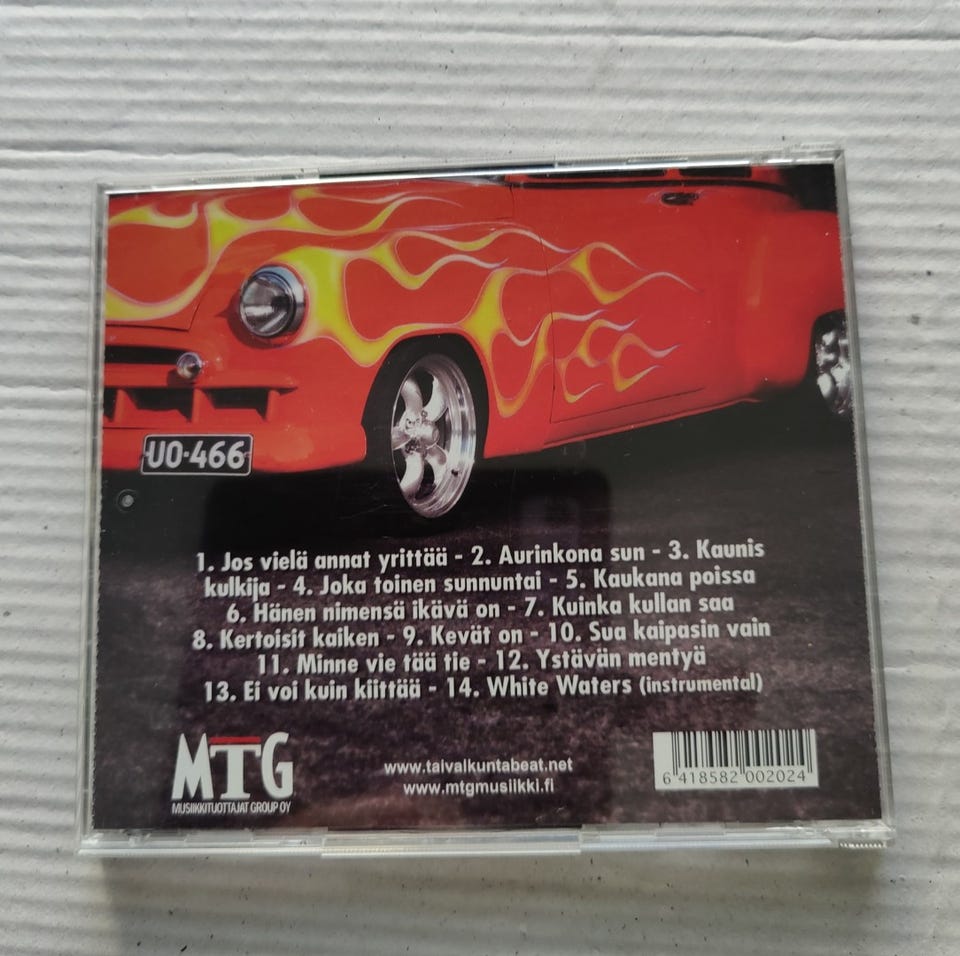 UO-466
1. Jos vielä annat yrittää - 2. Aurinkona sun - 3. Kaunis
kulkija - 4. Joka toinen sunnuntai - 5. Kaukana poissa
6. Hänen nimensä ikävä on - 7. Kuinka kullan saa
8. Kertoisit kaiken - 9. Kevät on - 10. Sua kaipasin vain
11. Minne vie tää tie - 12. Ystävän mentyä
13. Ei voi kuin kiittää - 14. White Waters (instrumental)
MTG
MUSIIKKITUOTTAJAT GROUP OY
www.taivalkuntabeat.net
www.mtgmusiikki.fi
6 418582 002024